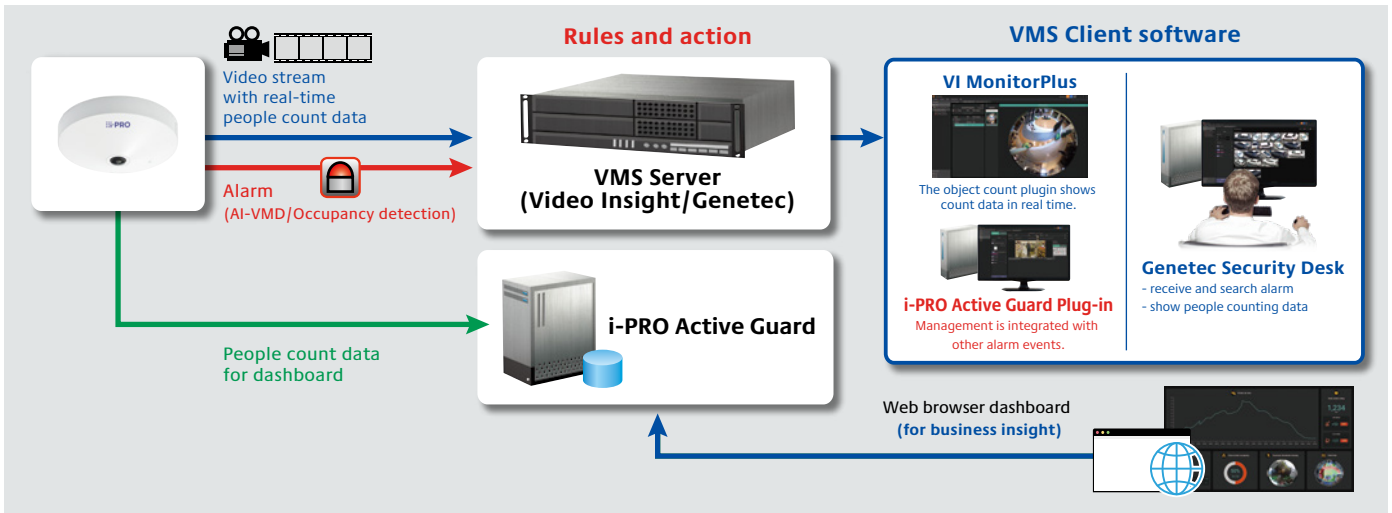 Video stream
with real-time
people count data
i-PRO
Alarm
(AI-VMD/Occupancy detection)
People count data
for dashboard
Rules and action
VMS Server
(Video Insight/Genetec)
i-PRO Active Guard
VMS Client software
VI MonitorPlus
The object count plugin shows
count data in real time.
i-PRO Active Guard Plug-in
Management is integrated with
other alarm events.
Genetec Security Desk
- receive and search alarm
- show people counting data
Web browser dashboard
(for business insight)
1,234